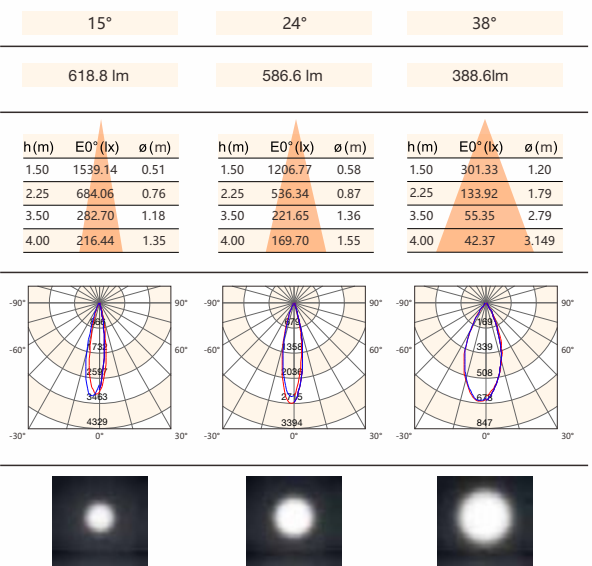 15° 24° 38°
618.8 lm 586.6 lm 388.6lm
h(m) E0°(lx) ø(m) h(m) E0°(lx) ø(m) h(m) E0°(lx) ø(m)
1.50 1539.14 0.51 1.50 1206.77 0.58 1.50 301.33 1.20
2.25 684.06 0.76 2.25 536.34 0.87 2.25 133.92 1.79
3.50 282.70 1.18 3.50 221.65 1.36 3.50 55.35 2.79
4.00 216.44 1.35 4.00 169.70 1.55 4.00 42.37 3.149
-90° 90° -90° 90° -90° 90°
866 679 169
-60° 1732 60° -60° 1358 60° -60° 339 60°
2597 2036 508
3463 2715 678
4329 3394 847
-30° 0° 30° -30° 0° 30° -30° 0° 30°